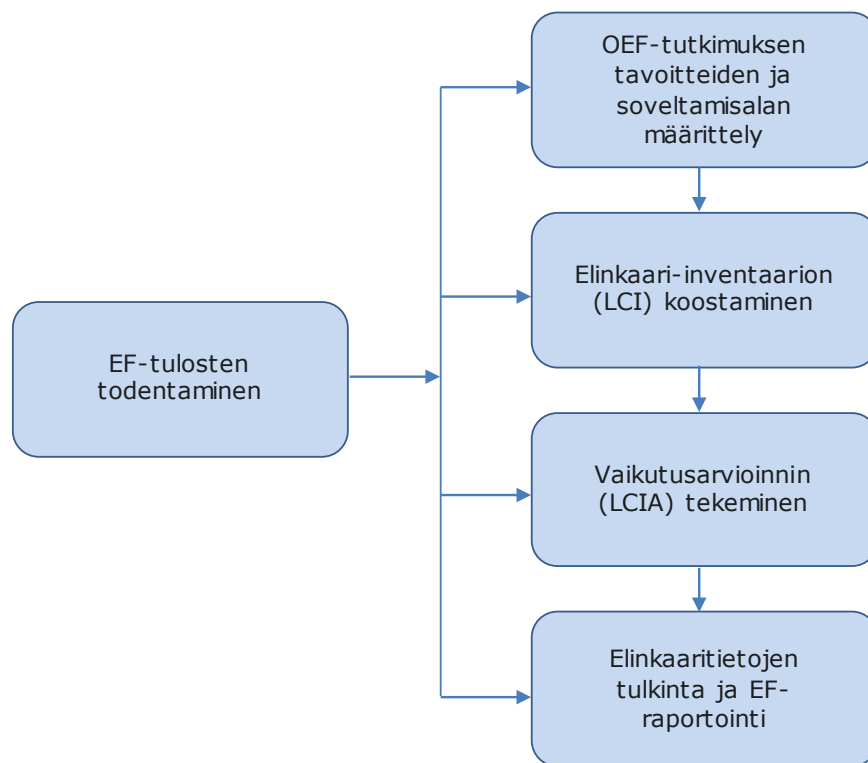 OEF-tutkimuksen
tavoitteiden ja
soveltamisalan
määrittely
Elinkaari-inventaarion
(LCI) koostaminen
EF-tulosten
todentaminen
Vaikutusarvioinnin
(LCIA) tekeminen
Elinkaaritietojen
tulkinta ja EF-
raportointi